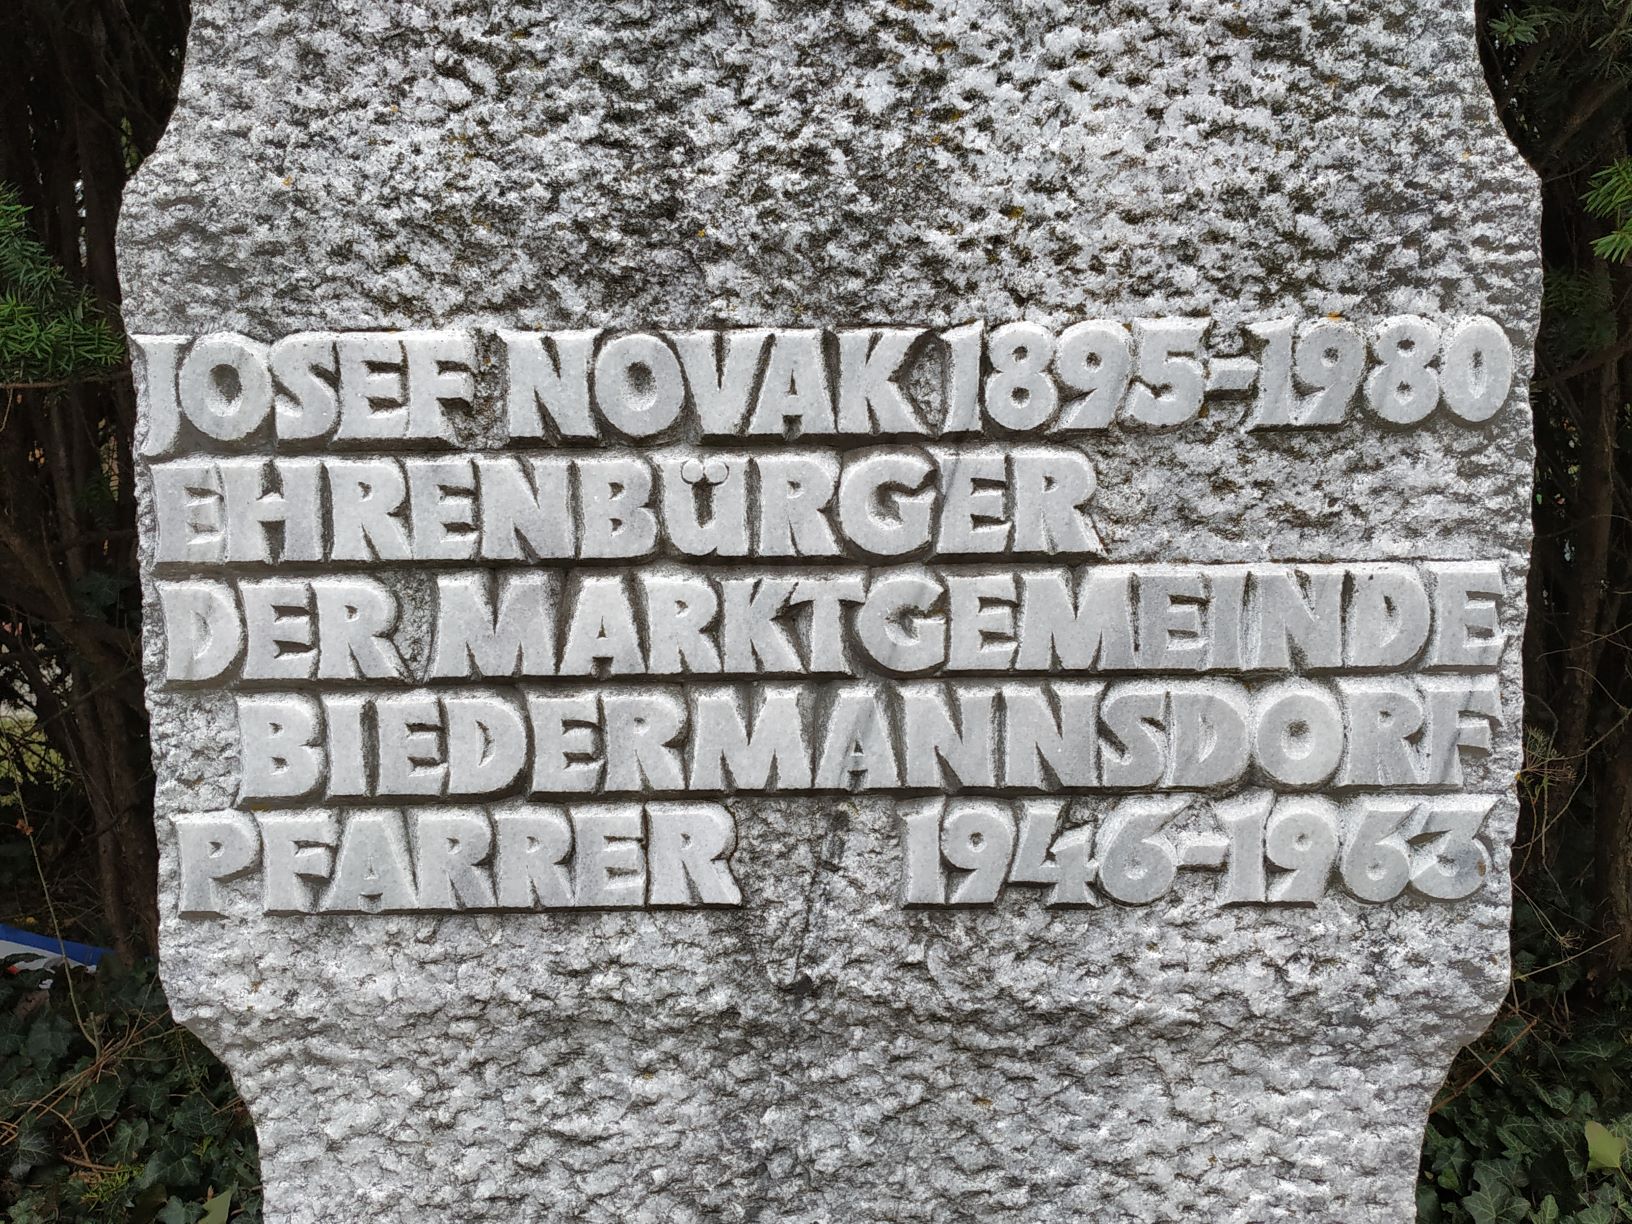 JOSEF NOVAK 1895-1980
EHRENBÜRGER
DER MARKTGEMEINDE
BIEDERMANNSDORF
PFARRER 1946-1963